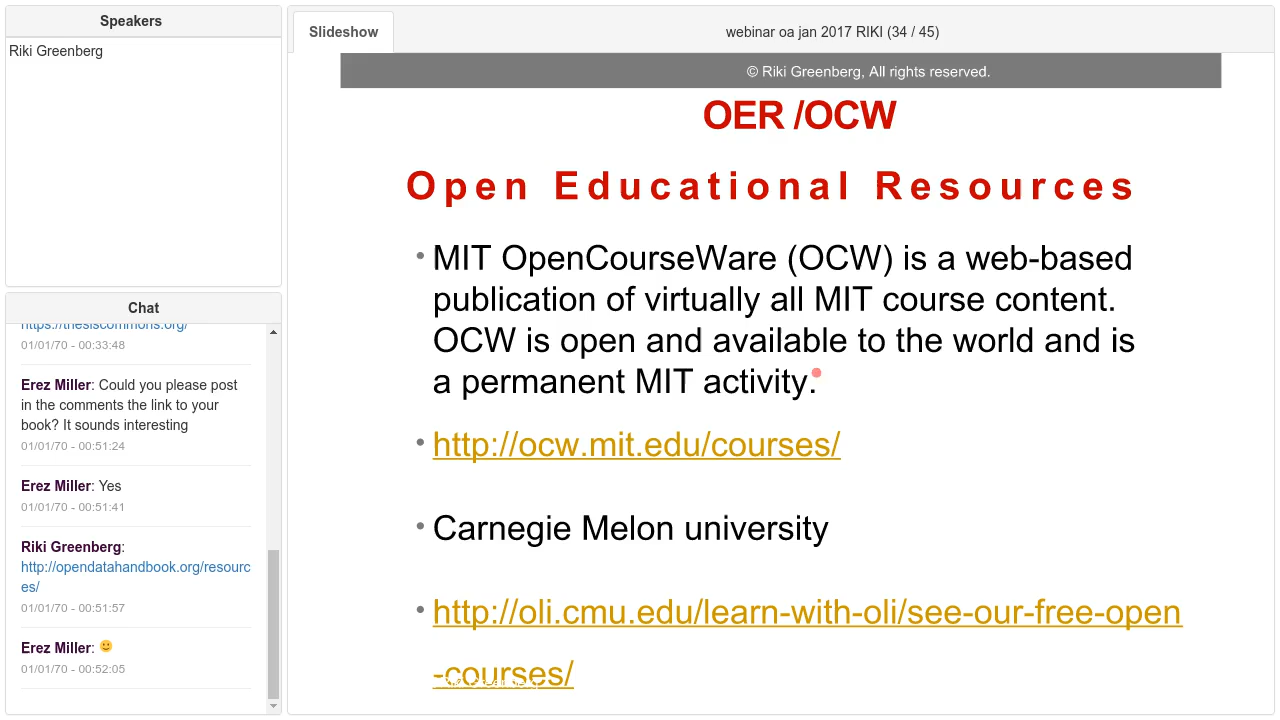 Speakers
Riki Greenberg
Chat
https://thesiscommons.org/
01/01/70 - 00:33:48
Erez Miller: Could you please post
in the comments the link to your
book? It sounds interesting
01/01/70 - 00:51:24
Erez Miller: Yes
01/01/70 - 00:51:41
Riki Greenberg:
http://opendatahandbook.org/resourc
es/
01/01/70 - 00:51:57
Erez Miller: 🙂
01/01/70 - 00:52:05
Slideshow
webinar oa jan 2017 RIKI (34 / 45)
© Riki Greenberg, All rights reserved.
OER /OCW
Open Educational Resources
• MIT OpenCourseWare (OCW) is a web-based
publication of virtually all MIT course content.
OCW is open and available to the world and is
a permanent MIT activity.
• http://ocw.mit.edu/courses/
• Carnegie Melon university
• http://oli.cmu.edu/learn-with-oli/see-our-free-open
-courses/